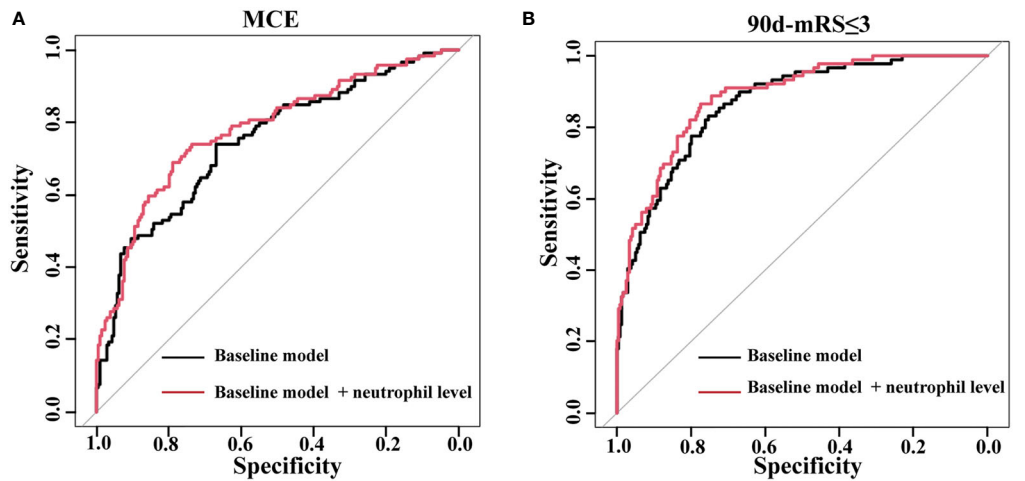 A
MCE
Sensitivity
1.0
0.8
0.6
0.4
0.2
0.0
Baseline model
Baseline model + neutrophil level
1.0 0.8 0.6 0.4 0.2 0.0
Specificity
B
90d-mRS≤3
Sensitivity
1.0
0.8
0.6
0.4
0.2
0.0
Baseline model
Baseline model + neutrophil level
1.0 0.8 0.6 0.4 0.2 0.0
Specificity